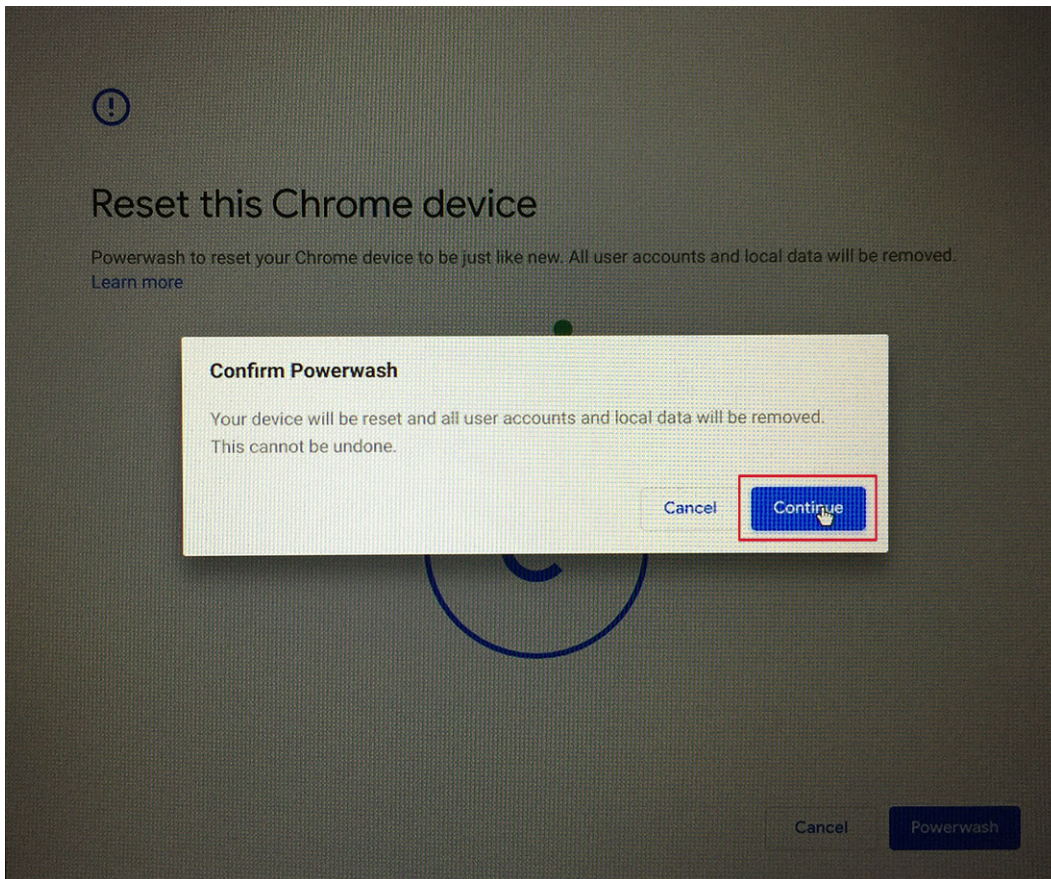 Reset this Chrome device
Powerwash to reset your Chrome device to be just like new. All user accounts and local data will be removed.
Learn more
Confirm Powerwash
Your device will be reset and all user accounts and local data will be removed.
This cannot be undone.
Cancel
Continue
Cancel
Powerwash